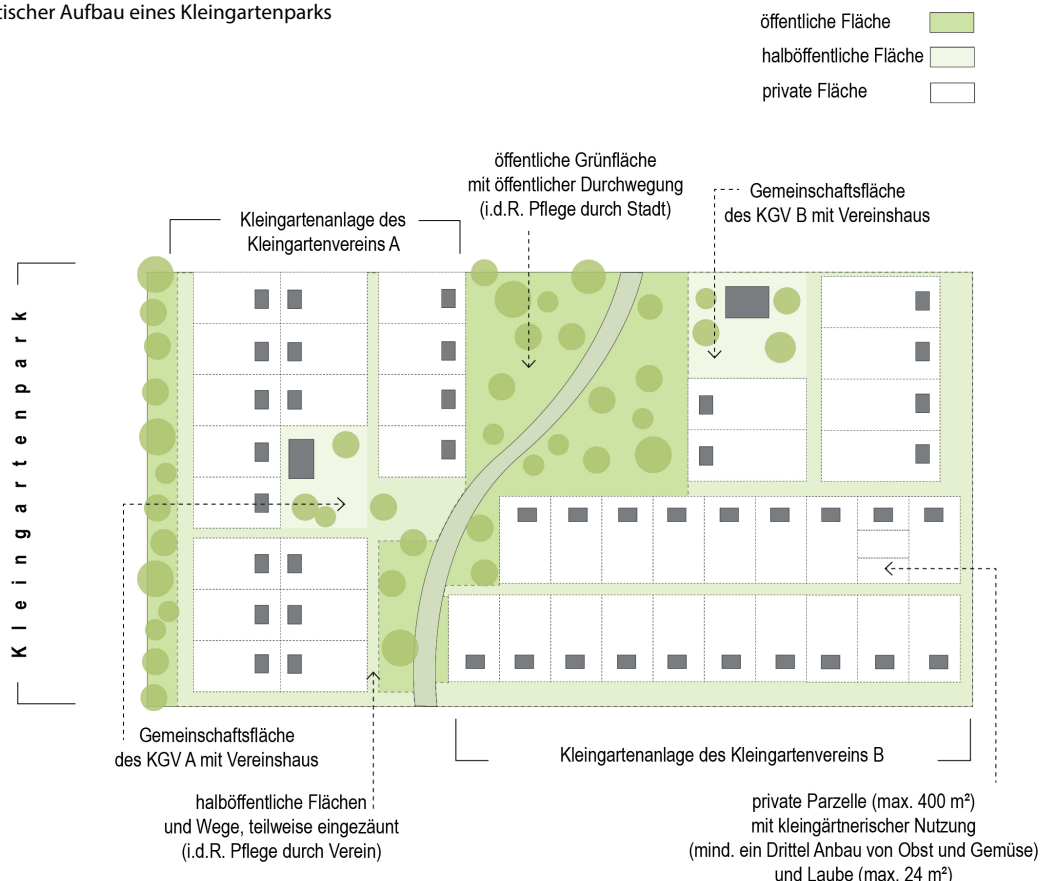 tischer Aufbau eines Kleingartenparks
öffentliche Fläche
halböffentliche Fläche
private Fläche
öffentliche Grünfläche
mit öffentlicher Durchwegung
(i.d.R. Pflege durch Stadt)
Gemeinschaftsfläche
des KGV B mit Vereinshaus
Kleingartenanlage des
Kleingartenvereins A
Kleingartenpark
Gemeinschaftsfläche
des KGV A mit Vereinshaus
Kleingartenanlage des Kleingartenvereins B
halböffentliche Flächen
und Wege, teilweise eingezäunt
(i.d.R. Pflege durch Verein)
private Parzelle (max. 400 m²)
mit kleingärtnerischer Nutzung
(mind. ein Drittel Anbau von Obst und Gemüse)
und Laube (max. 24 m²)